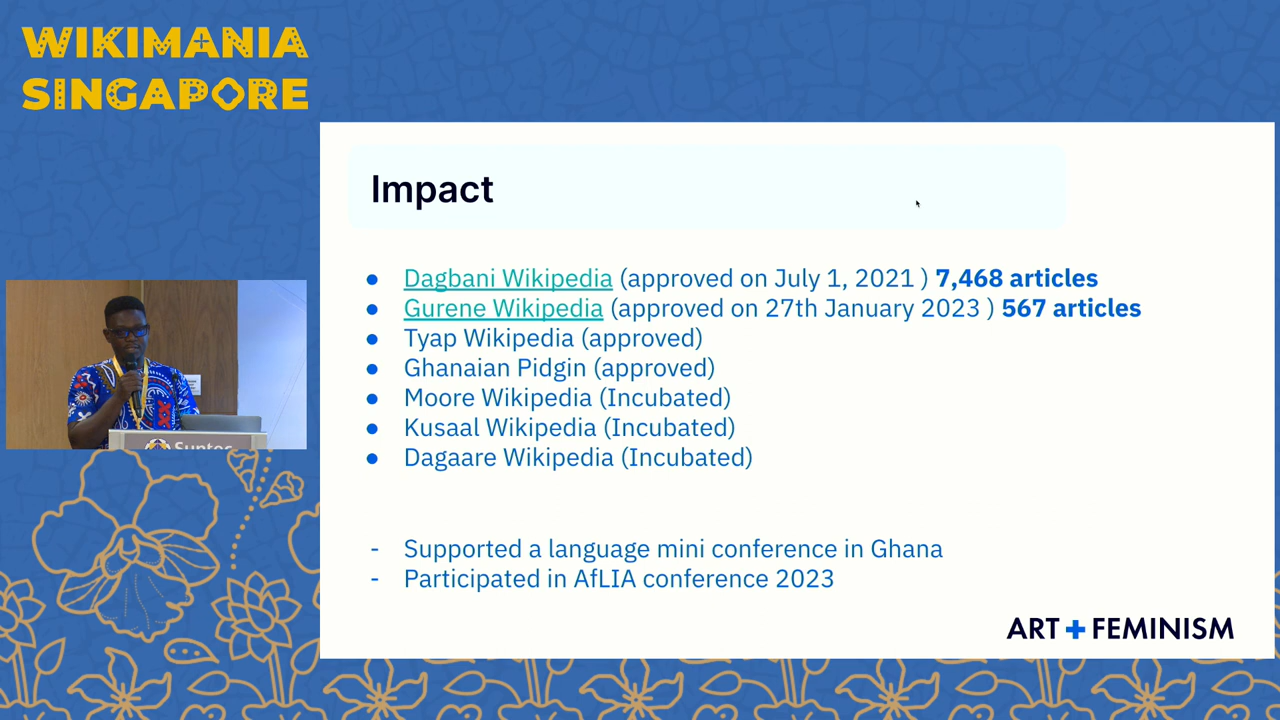 WIKIMANIA
SINGAPORE
Impact
● Dagbani Wikipedia (approved on July 1, 2021 ) 7,468 articles
● Gurene Wikipedia (approved on 27th January 2023 ) 567 articles
● Tyap Wikipedia (approved)
● Ghanaian Pidgin (approved)
● Moore Wikipedia (Incubated)
● Kusaal Wikipedia (Incubated)
● Dagaare Wikipedia (Incubated)
- Supported a language mini conference in Ghana
- Participated in AfLIA conference 2023
ART + FEMINISM
Suntec